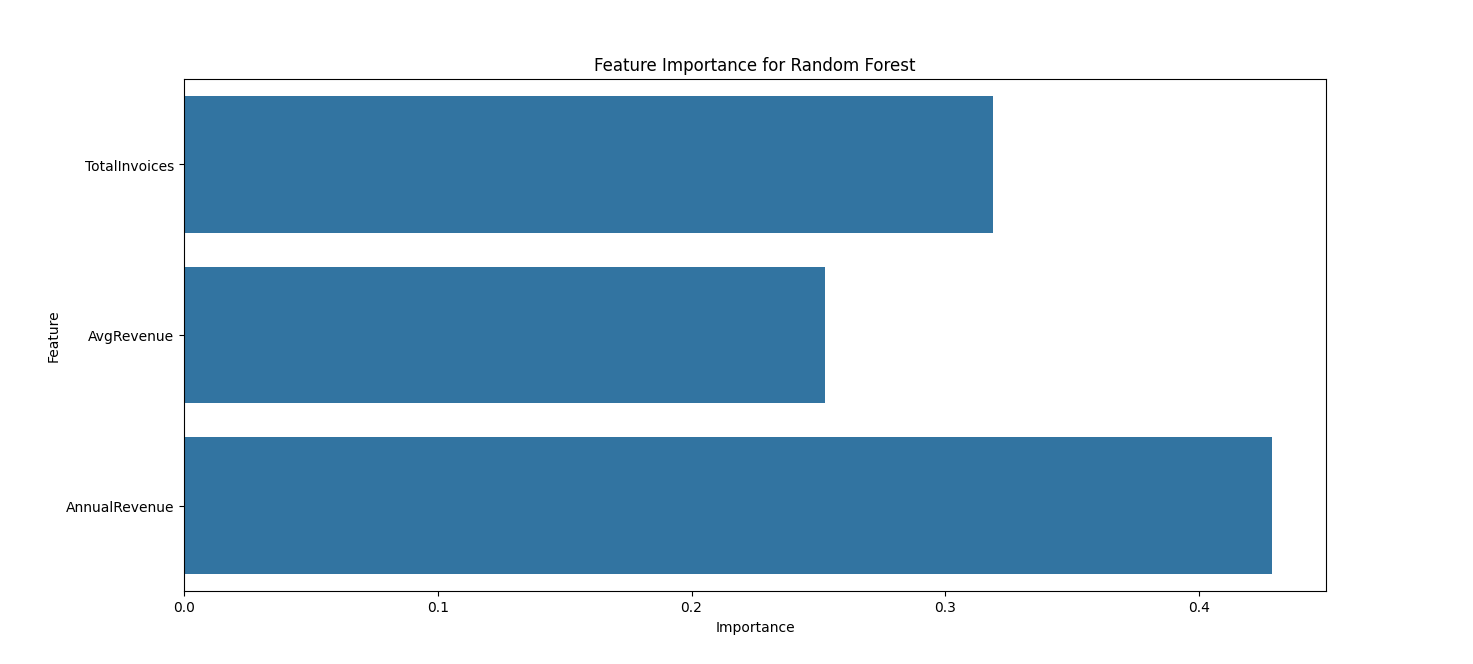 Feature Importance for Random Forest
TotalInvoices
AvgRevenue
AnnualRevenue
Feature
0.0
0.1
0.2
0.3
0.4
Importance